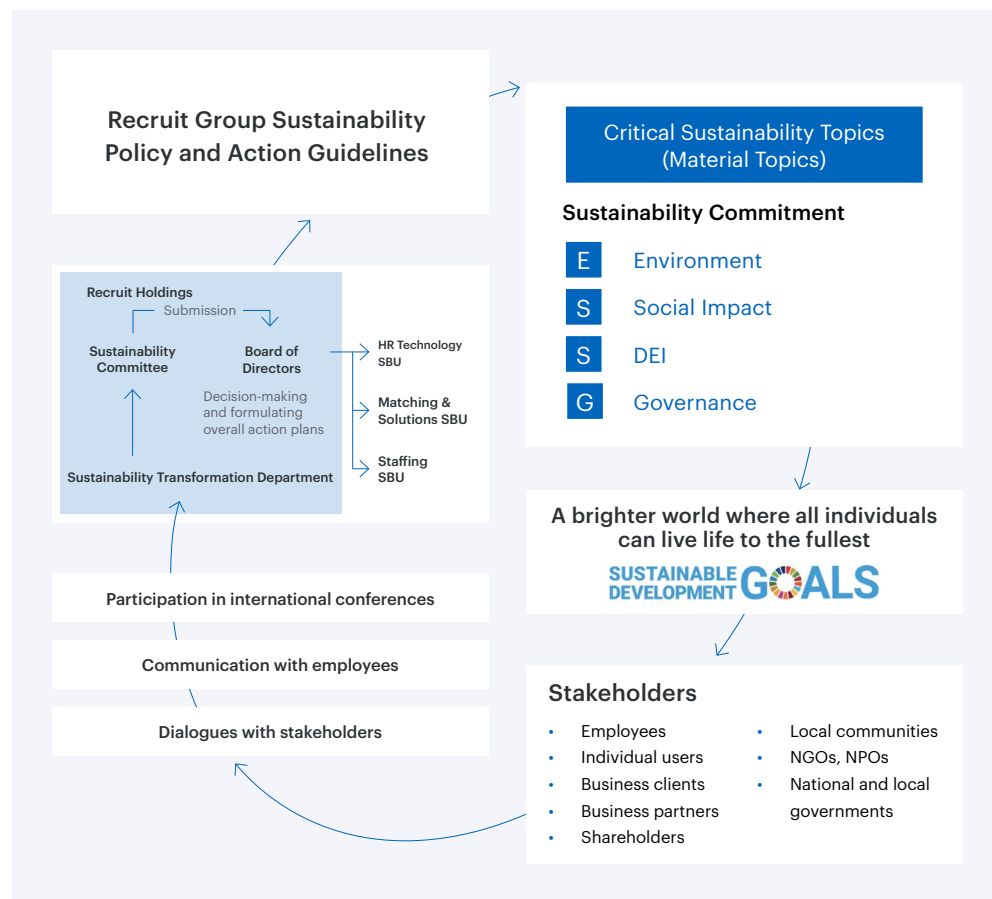 Recruit Group Sustainability
Policy and Action Guidelines
Critical Sustainability Topics
(Material Topics)
Sustainability Commitment
E Environment
S Social Impact
S DEI
G Governance
Recruit Holdings
Submission
Sustainability
Committee
Board of
Directors
Decision-making
and formulating
overall action plans
Sustainability Transformation Department
HR Technology
SBU
Matching &
Solutions SBU
Staffing
SBU
A brighter world where all individuals
can live life to the fullest
SUSTAINABLE
DEVELOPMENT
GOALS
Participation in international conferences
Communication with employees
Dialogues with stakeholders
Stakeholders
• Employees
• Individual users
• Business clients
• Business partners
• Shareholders
• Local communities
• NGOs, NPOs
• National and local
governments